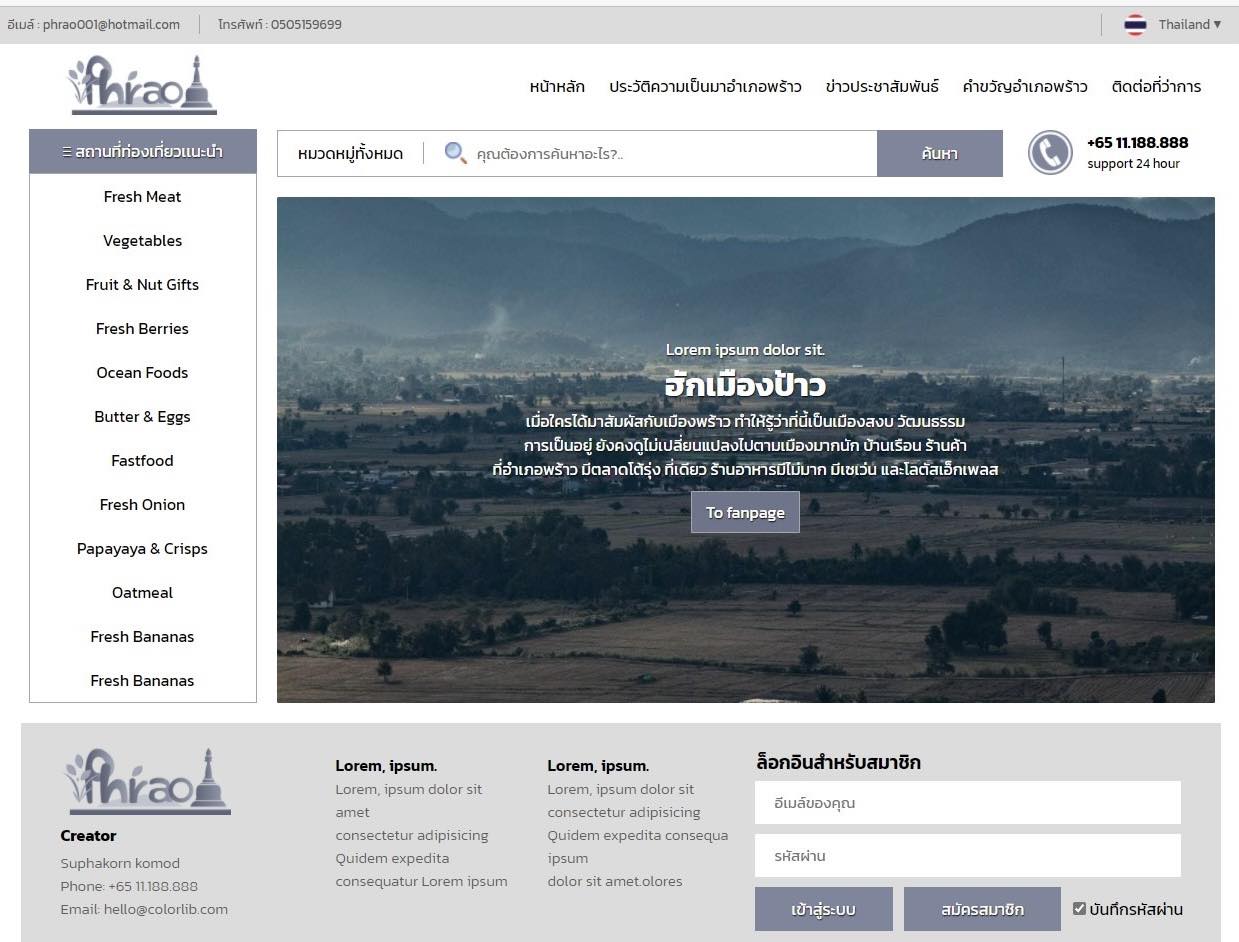 อีเมล์ : phrao001@hotmail.com
โทรศัพท์ : 0505159699
Thailand ▾
Phrao
หน้าหลัก
ประวัติความเป็นมาอำเภอพร้าว
ข่าวประชาสัมพันธ์
คำขวัญอำเภอพร้าว
ติดต่อที่ว่าการ
☰ สถานที่ท่องเที่ยวแนะนำ
หมวดหมู่ทั้งหมด
คุณต้องการค้นหาอะไร?..
ค้นหา
+65 11.188.888
support 24 hour
Fresh Meat
Vegetables
Fruit & Nut Gifts
Fresh Berries
Ocean Foods
Butter & Eggs
Fastfood
Fresh Onion
Papayaya & Crisps
Oatmeal
Fresh Bananas
Fresh Bananas
Lorem ipsum dolor sit.
ฮักเมืองป้าว
เมื่อใครได้มาสัมผัสกับเมืองพร้าว ทำให้รู้ว่าที่นี้เป็นเมืองสงบ วัฒนธรรม
การเป็นอยู่ ยังคงดูไม่เปลี่ยนแปลงไปตามเมืองมากนัก บ้านเรือน ร้านค้า
ที่อำเภอพร้าว มีตลาดโต้รุ่ง ที่เดียว ร้านอาหารมีไม่มาก มีเซเว่น และโลตัสเอ็กเพลส
To fanpage
Phrao
Creator
Suphakorn komod
Phone: +65 11.188.888
Email: hello@colorlib.com
Lorem, ipsum.
Lorem, ipsum dolor sit
amet
consectetur adipisicing
Quidem expedita
consequatur Lorem ipsum
Lorem, ipsum.
Lorem, ipsum dolor sit
consectetur adipisicing
Quidem expedita consequa
ipsum
dolor sit amet.olores
ล็อกอินสำหรับสมาชิก
อีเมล์ของคุณ
รหัสผ่าน
เข้าสู่ระบบ
สมัครสมาชิก
บันทึกรหัสผ่าน